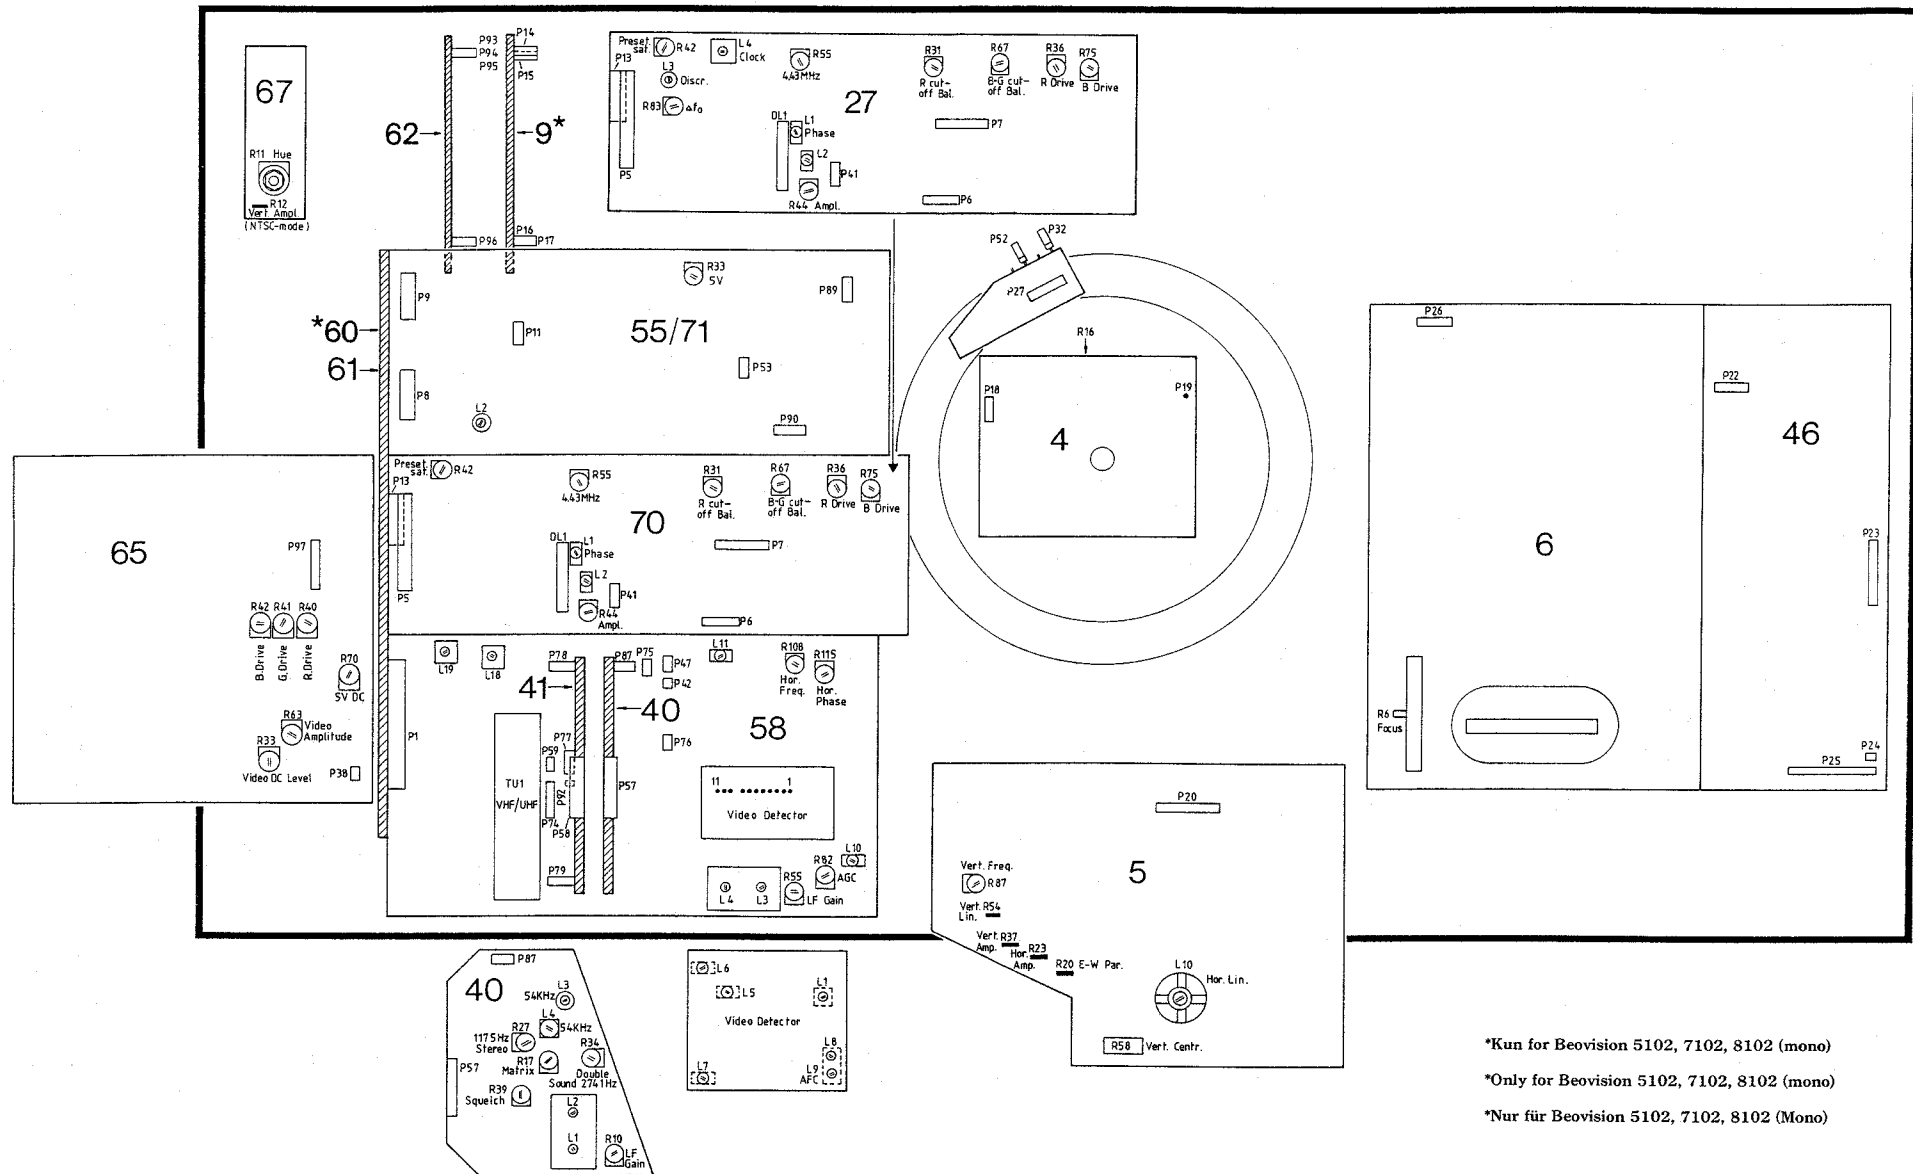 67
R11 Hue
R12
Vert. Ampl.
(NTSC-mode)
P93
P94
P95
62
P96
P14
P15
9*
P16
P17
Preset. sat.
R42
L4
Clock
R55
4.43MHz
R31
R cut-off Bal.
R67
B-G cut-off Bal.
R36
R Drive
R75
B Drive
P13
L3
Discr.
R83
Δfo
27
DL1
L1
Phase
L2
P7
P5
P41
R44 Ampl.
P6
*60
61
P9
R33
5V
P89
P11
55/71
P53
P8
L2
P90
P52
P32
P27
R16
P18
P19
4
P26
P22
46
6
P23
R6
Focus
P24
P25
65
P97
R42
R41
R40
B.Drive
G.Drive
R.Drive
R70
5V DC
R63
Video Amplitude
R33
Video DC Level
P38
Preset. sat.
R42
P13
R55
4.43MHz
R31
R cut-off Bal.
R67
B-G cut-off Bal.
R36
R Drive
R75
B Drive
70
DL1
L1
Phase
P7
L2
P5
P41
R44
Ampl.
P6
L19
L18
P78
P87
P75
P47
P42
L11
R108
Hor. Freq.
R115
Hor. Phase
41
40
58
P1
P76
P77
P59
TU1
VHF/UHF
P92
P57
P74
P58
11
1
Video Detector
P79
L4
L3
R55
LF Gain
R82
AGC
L10
P20
5
Vert. Freq.
R87
Vert. Lin.
R54
Vert. Amp.
R37
Hor. Amp.
R23
R20 E-W Par.
L10
Hor. Lin.
R58
Vert. Centr.
P87
40
L3
54KHz
L4
54KHz
R27
117.5Hz
Stereo
R17
Matrix
R34
Double Sound 274.1Hz
P57
R39
Squelch
L2
L1
R10
LF Gain
L6
L5
L1
Video Detector
L8
L9
AFC
L7
*Kun for Beovision 5102, 7102, 8102 (mono)
*Only for Beovision 5102, 7102, 8102 (mono)
*Nur für Beovision 5102, 7102, 8102 (Mono)